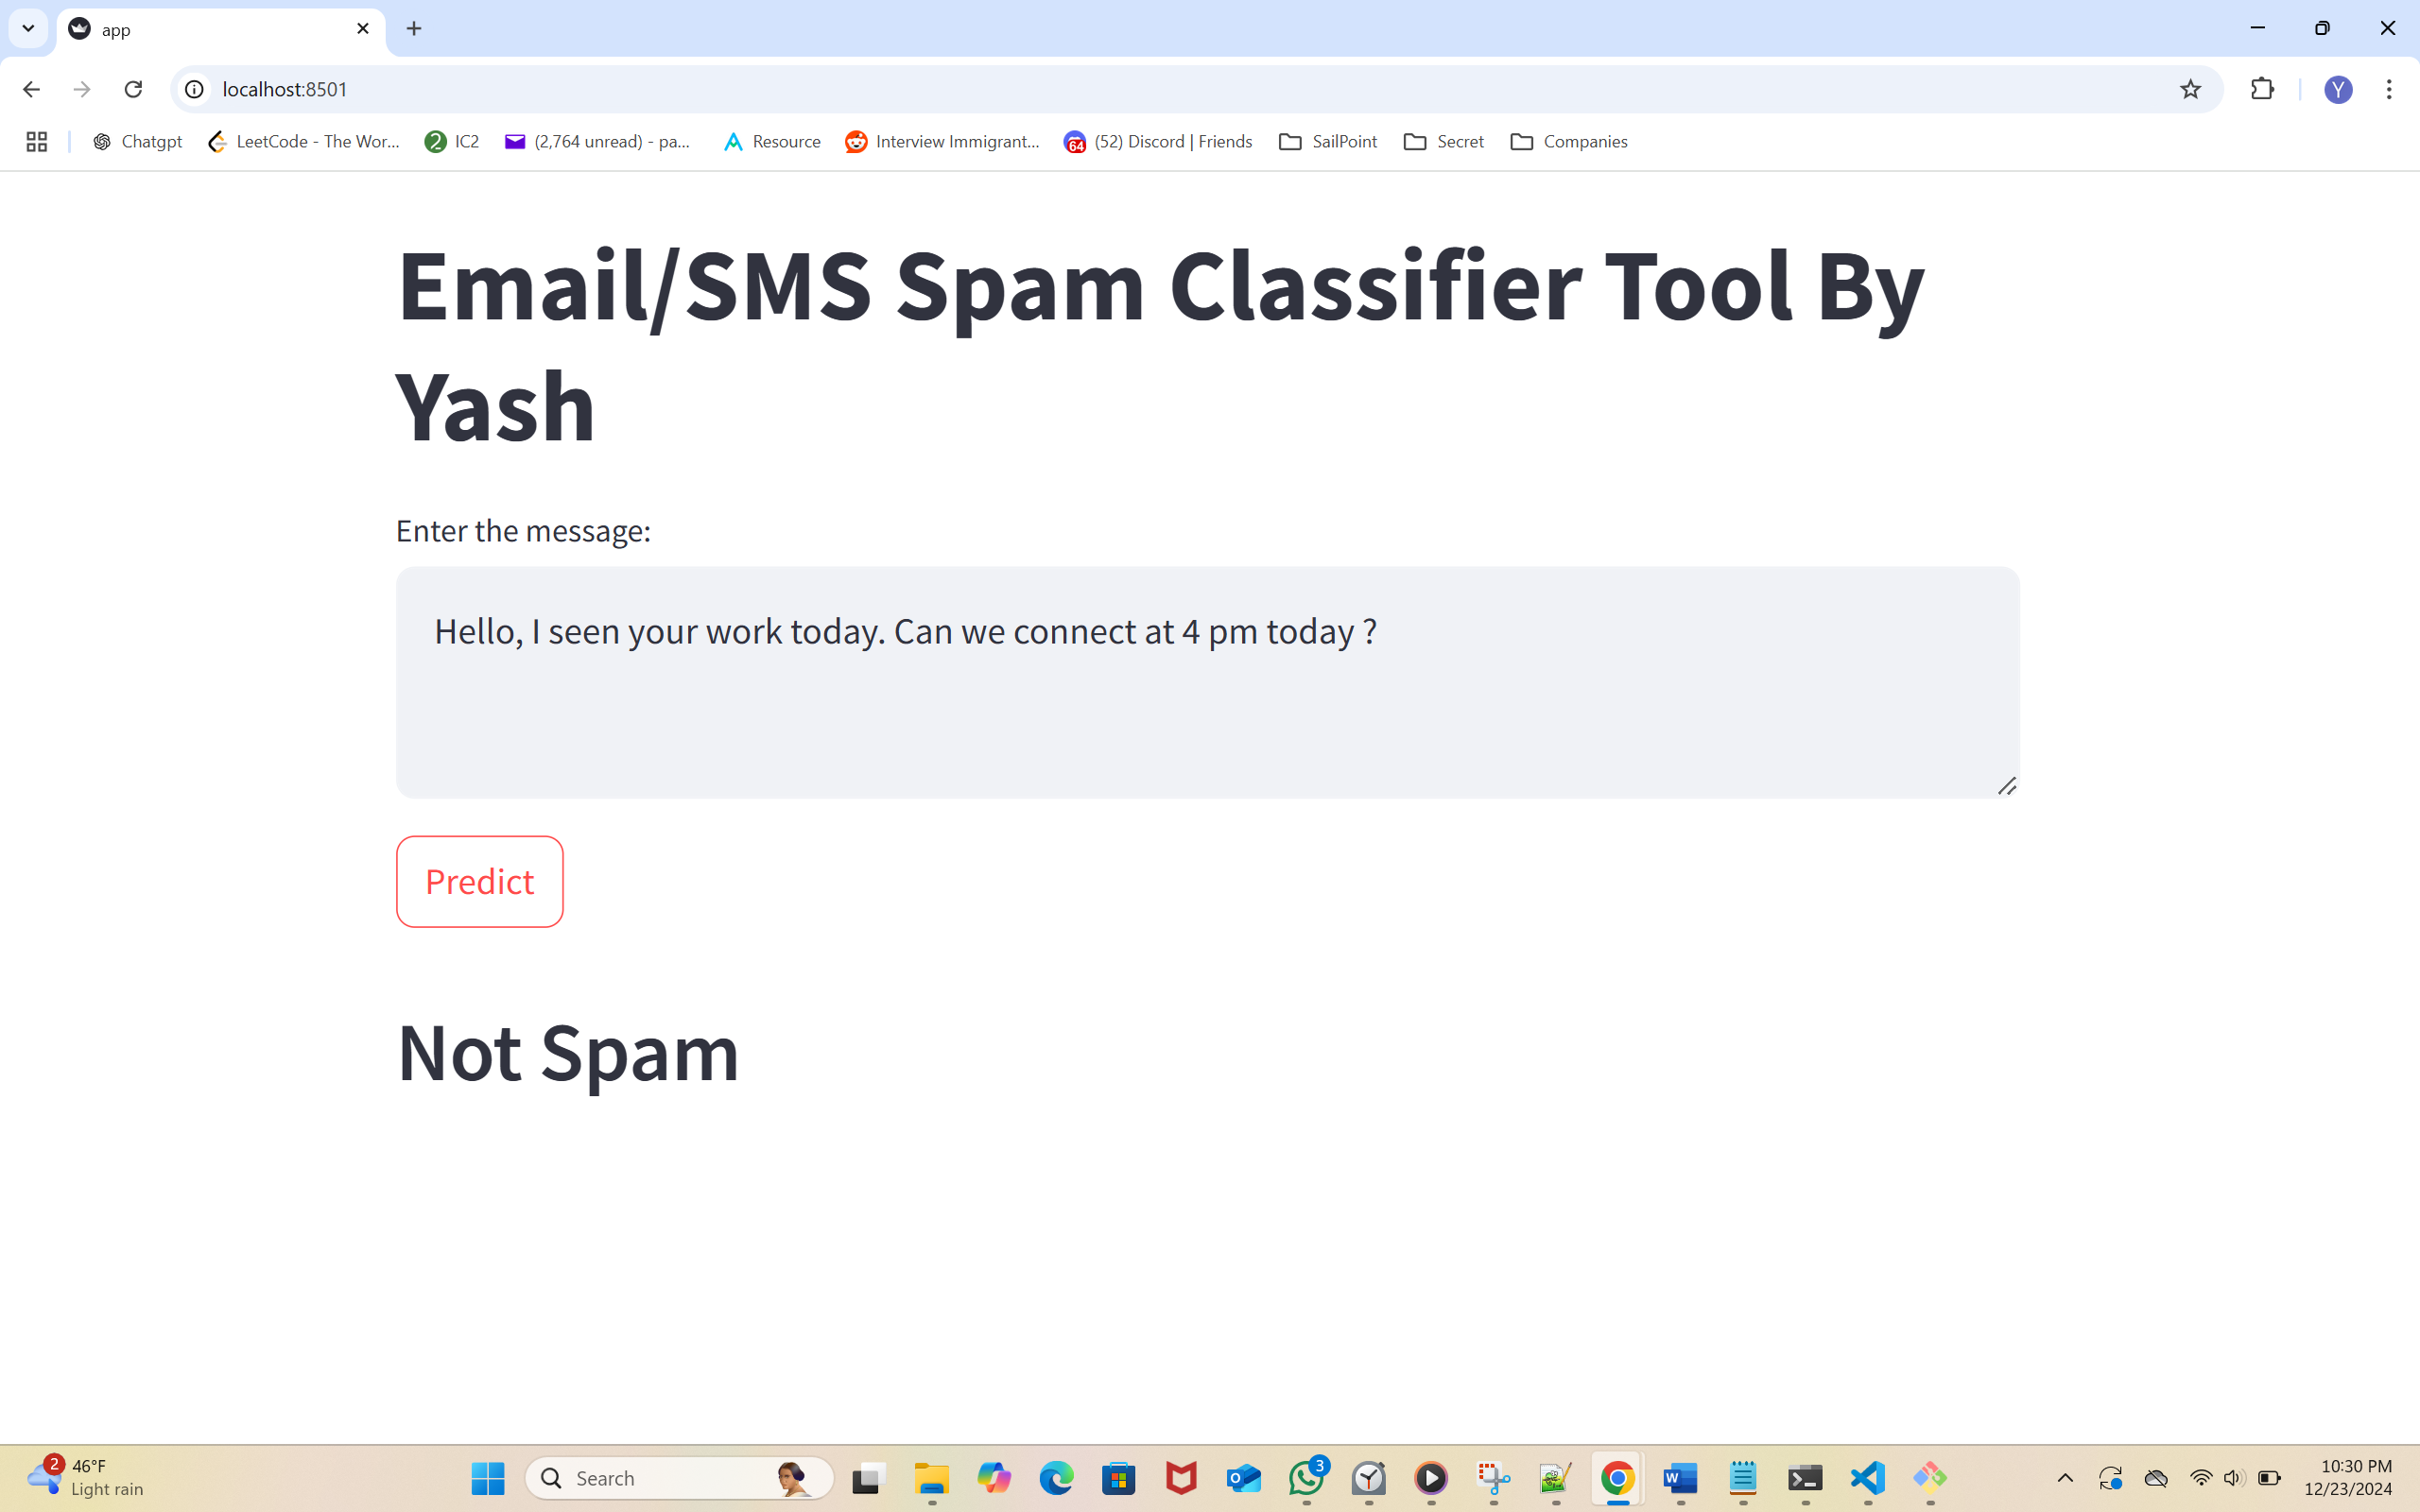 app
localhost:8501
Y
Chatgpt
LeetCode - The Wor...
2 IC2
(2,764 unread) - pa...
Resource
Interview Immigrant...
64 (52) Discord | Friends
SailPoint
Secret
Companies
Email/SMS Spam Classifier Tool By
Yash
Enter the message:
Hello, I seen your work today. Can we connect at 4 pm today ?
Predict
Not Spam
2 46°F
Light rain
Search
3
10:30 PM
12/23/2024